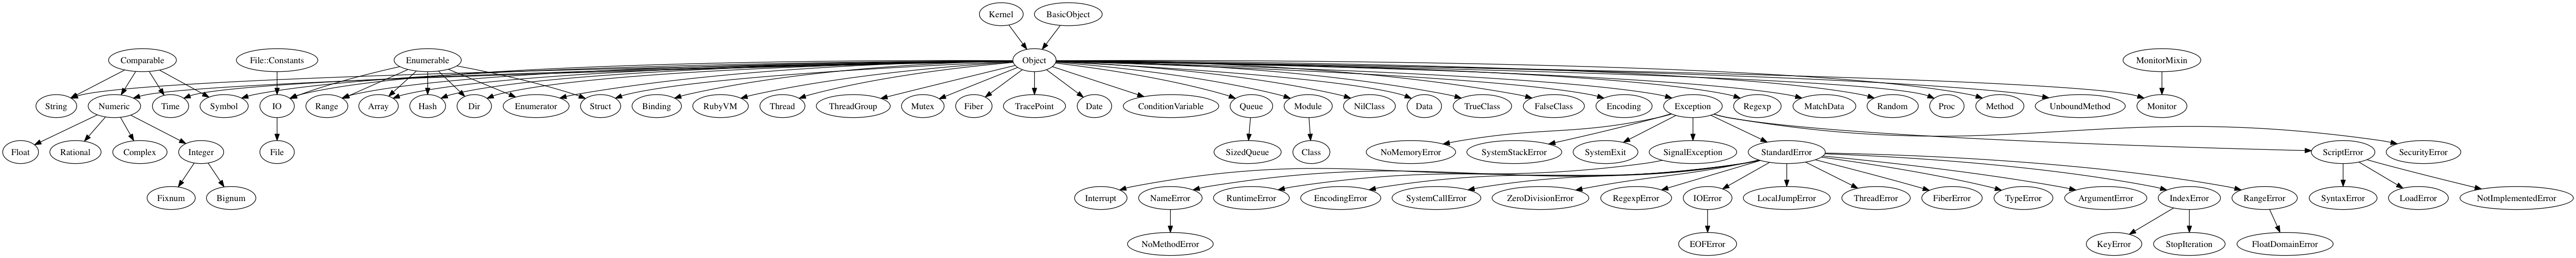 Kernel
BasicObject
Comparable
File::Constants
Enumerable
Object
MonitorMixin
String
Numeric
Time
Symbol
IO
Range
Array
Hash
Dir
Enumerator
Struct
Binding
RubyVM
Thread
ThreadGroup
Mutex
Fiber
TracePoint
Date
ConditionVariable
Queue
Module
NilClass
Data
TrueClass
FalseClass
Encoding
Exception
Regexp
MatchData
Random
Proc
Method
UnboundMethod
Monitor
Float
Rational
Complex
Integer
File
SizedQueue
Class
NoMemoryError
SystemStackError
SystemExit
SignalException
StandardError
ScriptError
SecurityError
Fixnum
Bignum
Interrupt
NameError
RuntimeError
EncodingError
SystemCallError
ZeroDivisionError
RegexpError
IOError
LocalJumpError
ThreadError
FiberError
TypeError
ArgumentError
IndexError
RangeError
SyntaxError
LoadError
NotImplementedError
NoMethodError
EOFError
KeyError
StopIteration
FloatDomainError